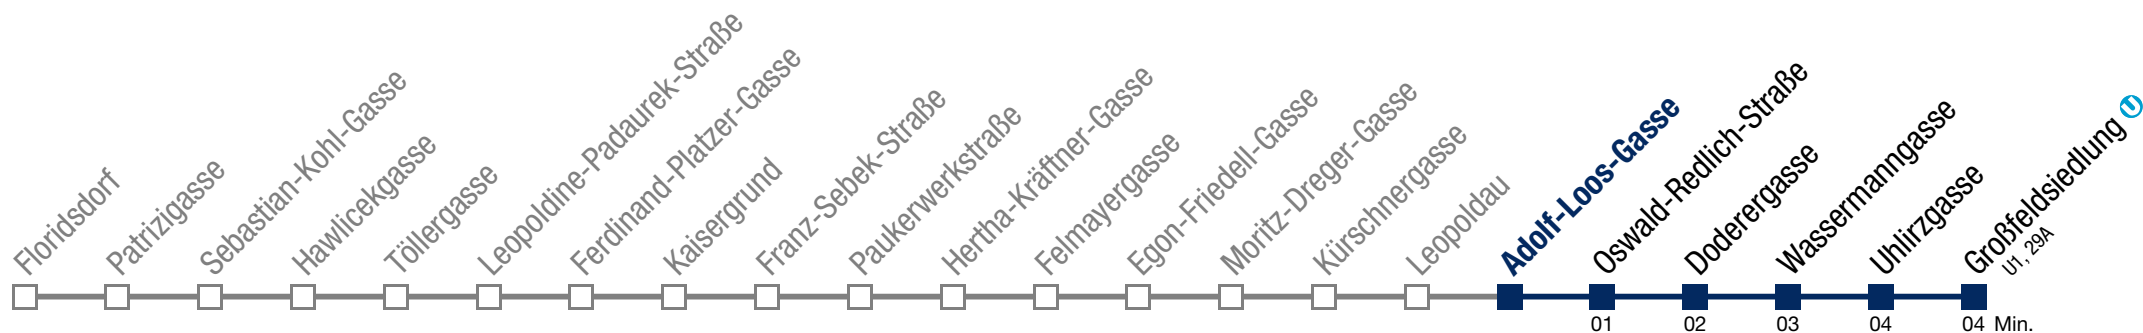 Floridsdorf
Patrizigasse
Sebastian-Kohl-Gasse
Hawlicekgasse
Töllergasse
Leopoldine-Padaurek-Straße
Ferdinand-Platzer-Gasse
Kaisergrund
Franz-Sebek-Straße
Paukerwerkstraße
Hertha-Kräftner-Gasse
Felmayergasse
Egon-Friedell-Gasse
Moritz-Dreger-Gasse
Kürschnergasse
Leopoldau
Adolf-Loos-Gasse
Oswald-Redlich-Straße
Doderergasse
Wassermanngasse
Uhlirzgasse
Großfeldsiedlung U
U1, 29A
01 02 03 04 04 Min.